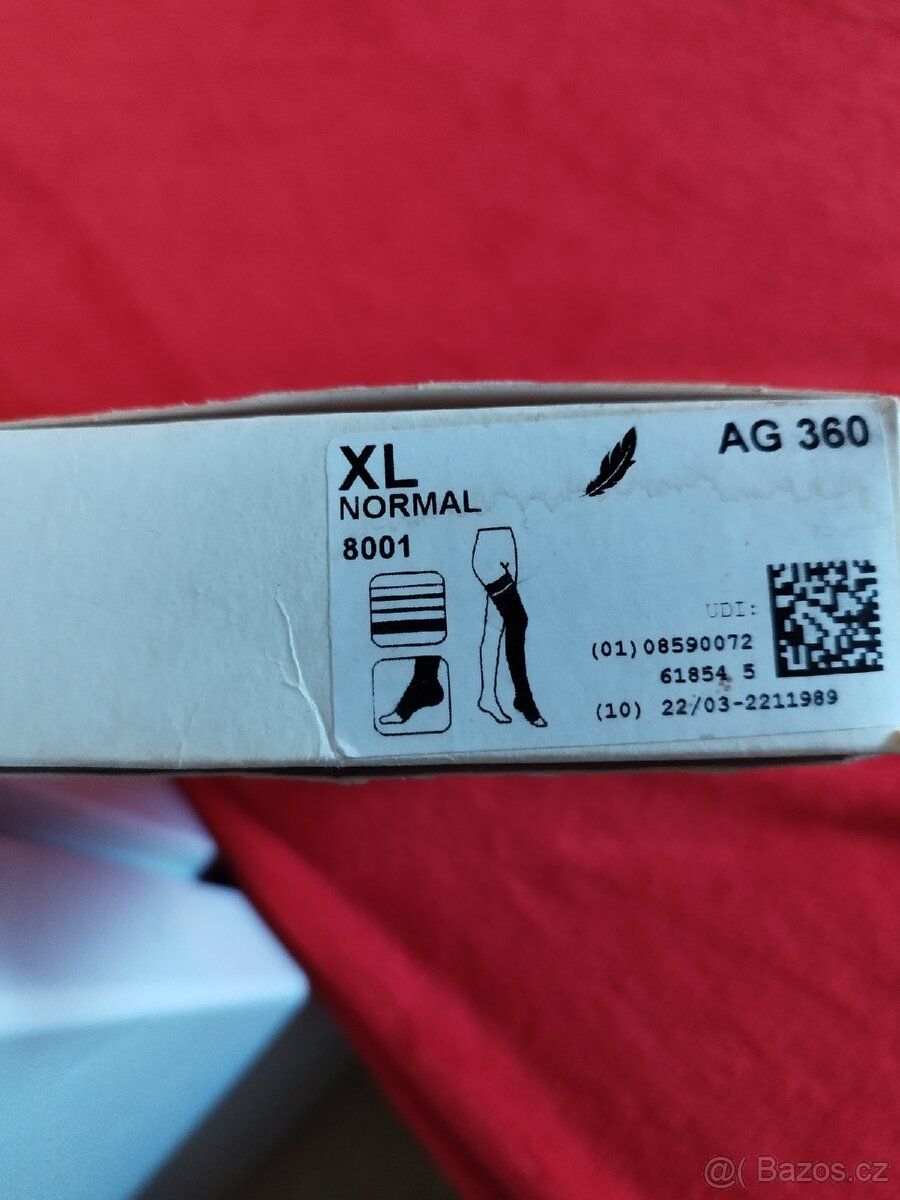 AG 360
XL
NORMAL
8001
UDI:
(01)08590072
61854 5
(10) 22/03-2211989
@( Bazos.cz